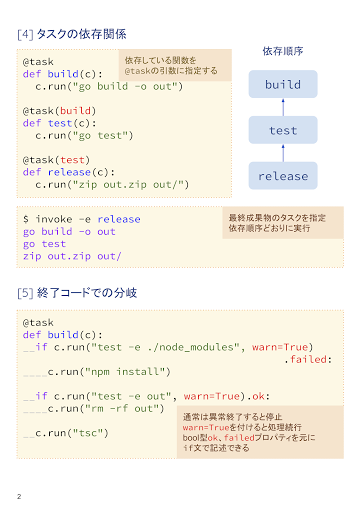 [4] タスクの依存関係
@task
def build(c):
  c.run("go build -o out")
依存している関数を
@taskの引数に指定する
@task(build)
def test(c):
  c.run("go test")
@task(test)
def release(c):
  c.run("zip out.zip out/")
依存順序
build
test
release
$ invoke -e release
go build -o out
go test
zip out.zip out/
最終成果物のタスクを指定
依存順序どおりに実行
[5] 終了コードでの分岐
@task
def build(c):
__if c.run("test -e ./node_modules", warn=True)
.failed:
____c.run("npm install")
__if c.run("test -e out", warn=True).ok:
____c.run("rm -rf out")
__c.run("tsc")
通常は異常終了すると停止
warn=Trueを付けると処理続行
bool型ok、failedプロパティを元に
if文で記述できる
2